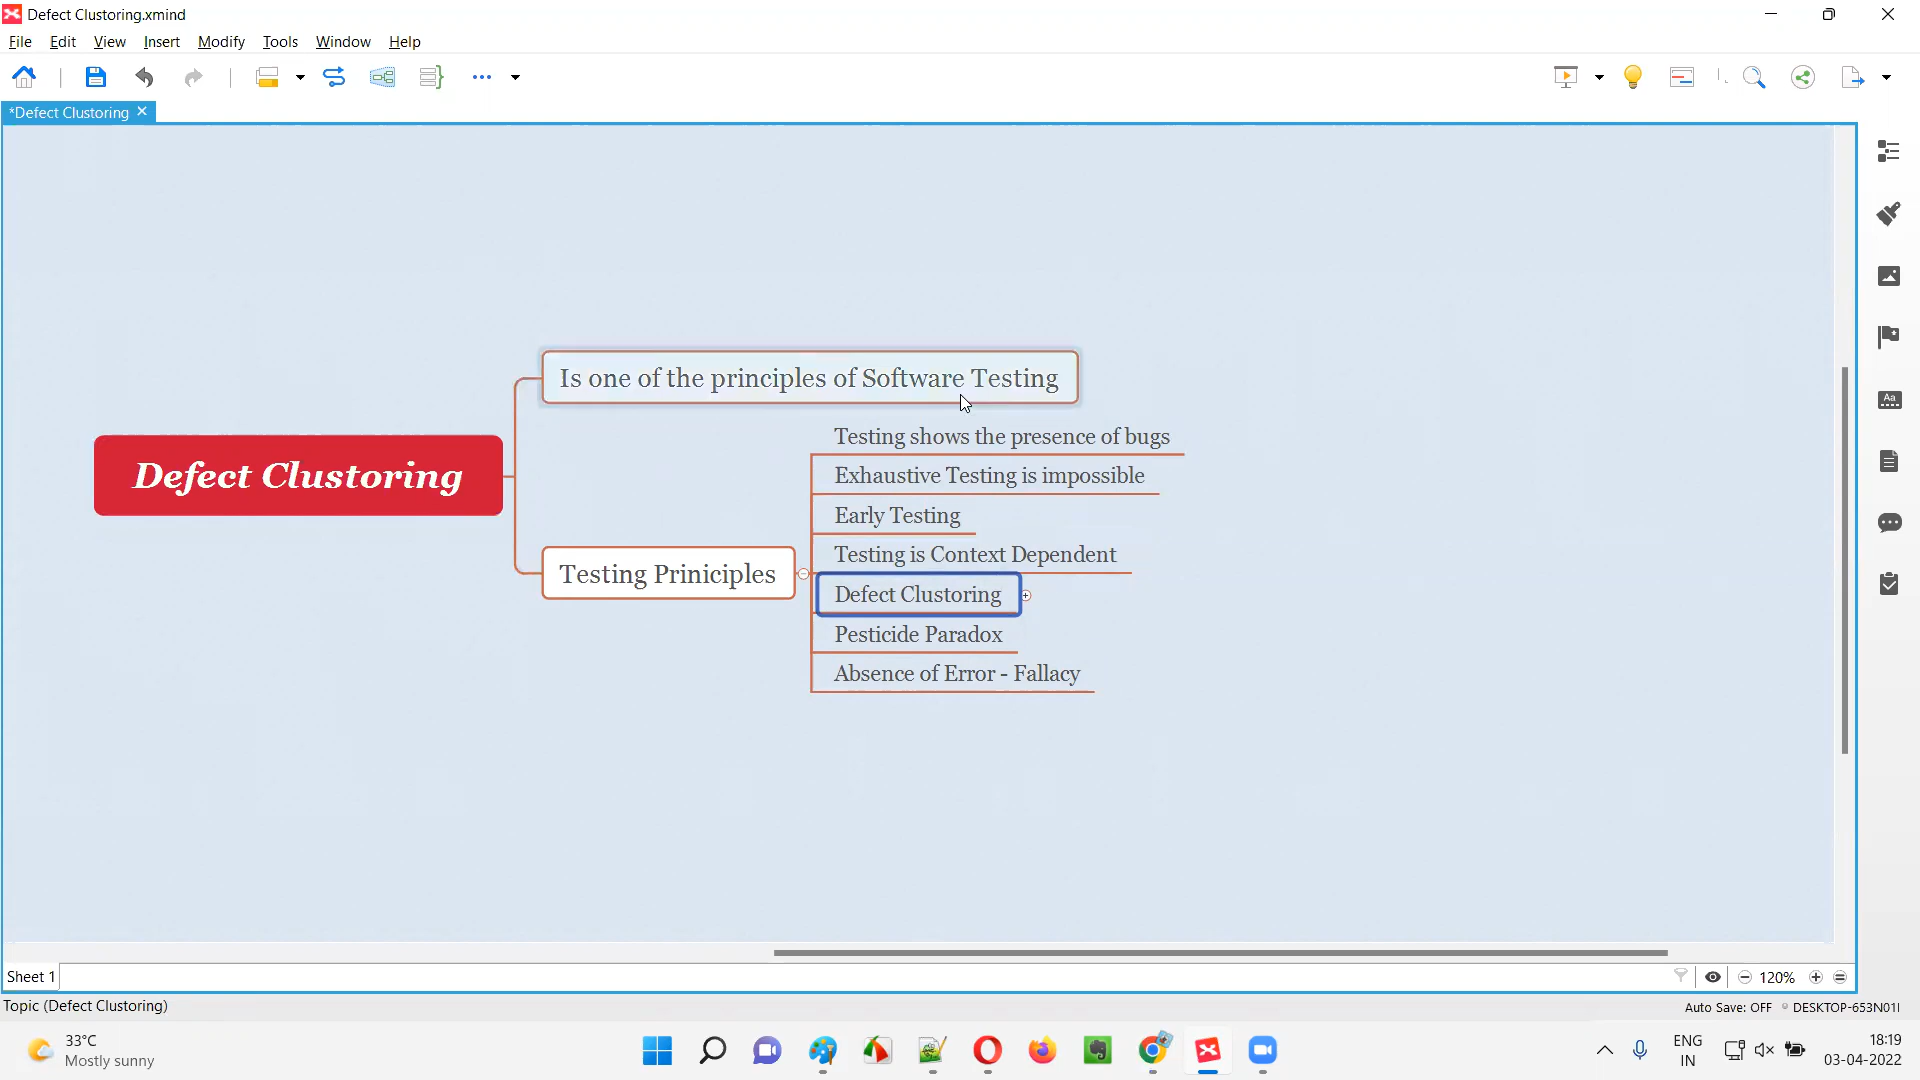 Defect Clustoring.xmind
File Edit View Insert Modify Tools Window Help
*Defect Clustoring
Is one of the principles of Software Testing
Testing shows the presence of bugs
Defect Clustoring
Exhaustive Testing is impossible
Early Testing
Testing is Context Dependent
Testing Priniciples
Defect Clustoring
Pesticide Paradox
Absence of Error - Fallacy
Sheet 1
120%
Topic (Defect Clustoring)
Auto Save: OFF
DESKTOP-653N01I
33°C
Mostly sunny
ENG
IN
18:19
03-04-2022